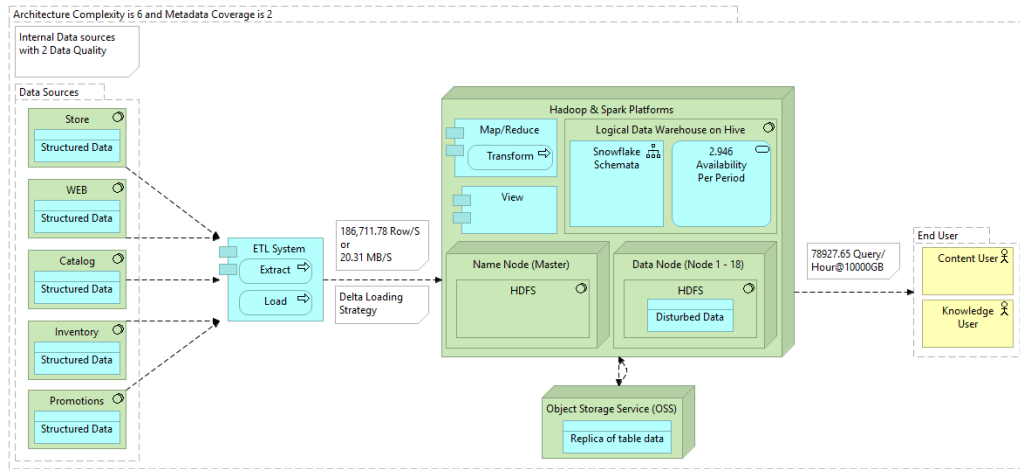 Architecture Complexity is 6 and Metadata Coverage is 2
Internal Data sources
with 2 Data Quality
Data Sources
Store
Structured Data
WEB
Structured Data
Catalog
Structured Data
Inventory
Structured Data
Promotions
Structured Data
ETL System
Extract
Load
186,711.78 Row/S
or
20.31 MB/S
Delta Loading
Strategy
Hadoop & Spark Platforms
Map/Reduce
Transform
View
Logical Data Warehouse on Hive
Snowflake
Schemata
2.946
Availability
Per Period
Name Node (Master)
HDFS
Data Node (Node 1 - 18)
HDFS
Disturbed Data
Object Storage Service (OSS)
Replica of table data
78927.65 Query/
Hour@10000GB
End User
Content User
Knowledge
User